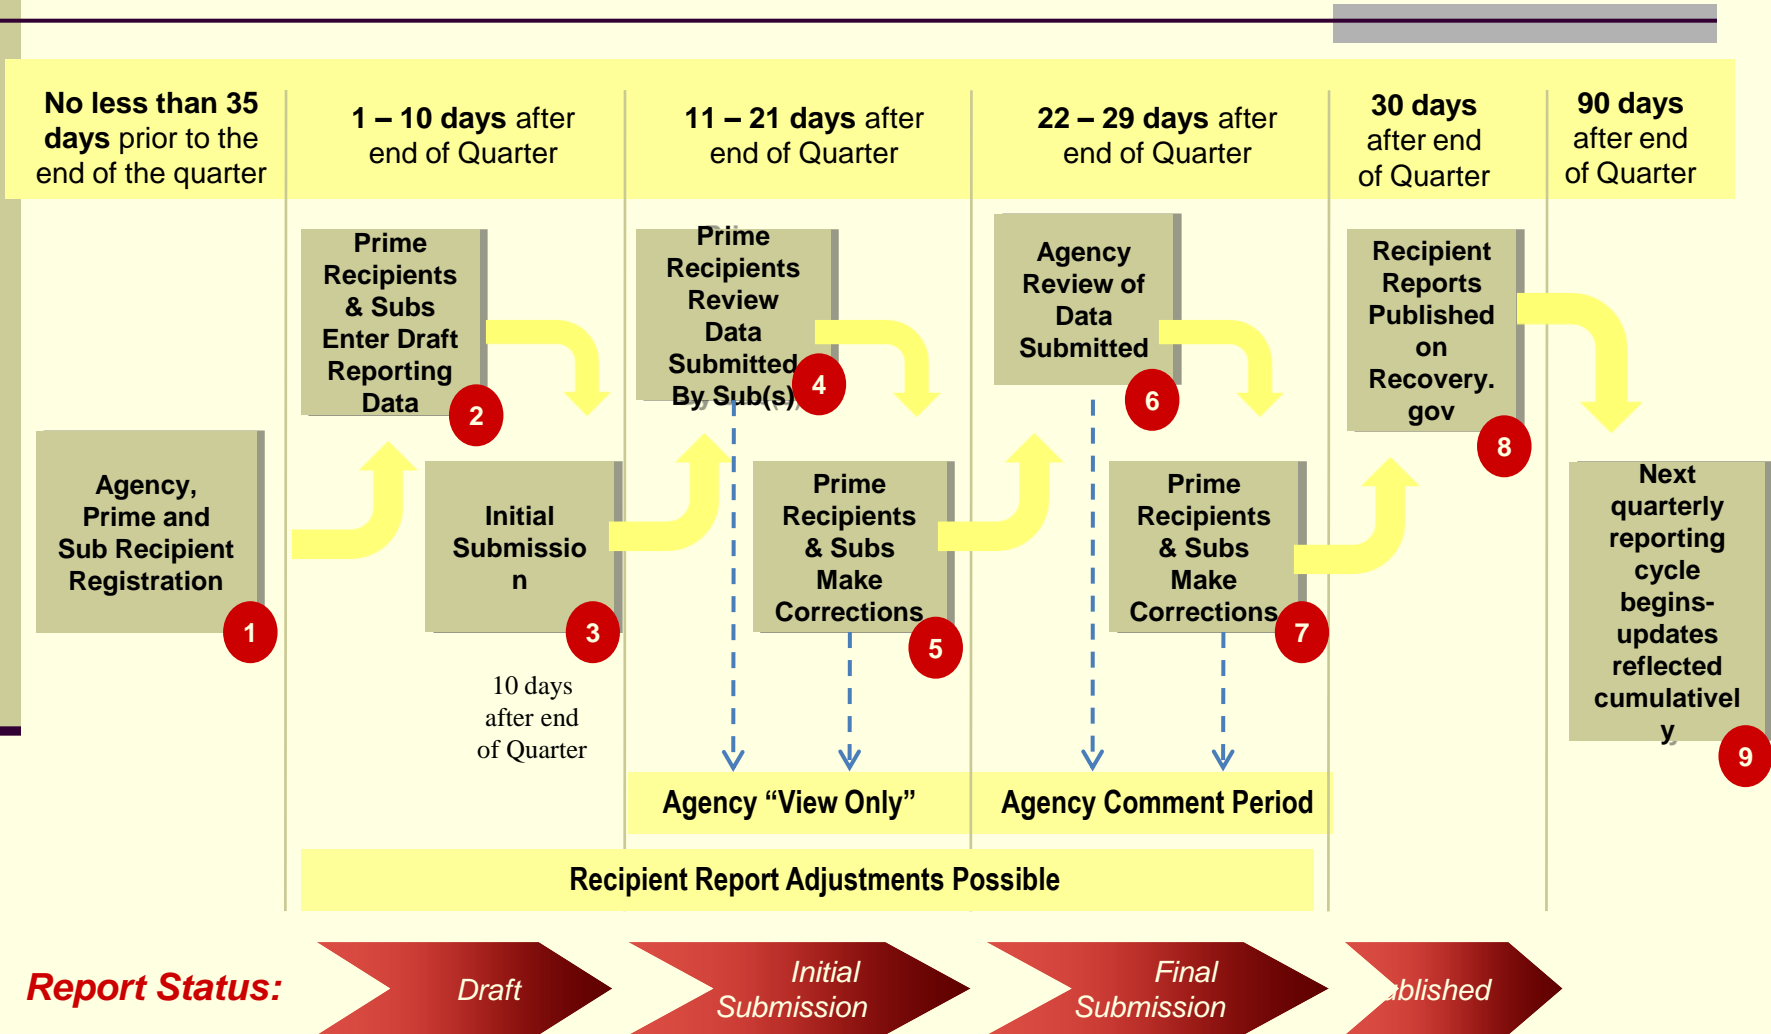 No less than 35
days prior to the
end of the quarter
1 – 10 days after
end of Quarter
11 – 21 days after
end of Quarter
22 – 29 days after
end of Quarter
30 days
after end
of Quarter
90 days
after end
of Quarter
Agency,
Prime and
Sub Recipient
Registration
1
Prime
Recipients
& Subs
Enter Draft
Reporting
Data
2
Initial
Submissio
n
3
10 days
after end
of Quarter
Prime
Recipients
Review
Data
Submitted
By Sub(s)
4
Prime
Recipients
& Subs
Make
Corrections
5
Agency
Review of
Data
Submitted
6
Prime
Recipients
& Subs
Make
Corrections
7
Recipient
Reports
Published
on
Recovery.
gov
8
Next
quarterly
reporting
cycle
begins-
updates
reflected
cumulativel
y
9
Agency “View Only”
Agency Comment Period
Recipient Report Adjustments Possible
Report Status:
Draft
Initial
Submission
Final
Submission
ublished